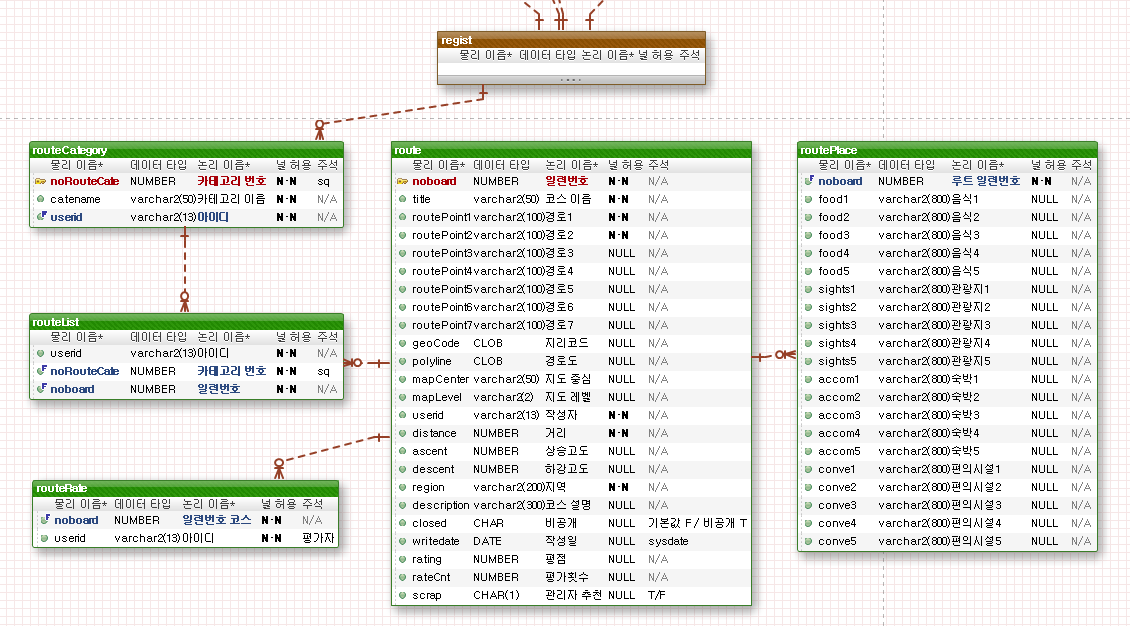 regist
물리 이름* 데이터 타입 논리 이름* 널 허용 주석
routeCategory
물리 이름* 데이터 타입 논리 이름* 널 허용 주석
noRouteCate NUMBER 카테고리 번호 N-N sq
catename varchar2(50) 카테고리 이름 N-N N/A
userid varchar2(13) 아이디 N-N N/A
routeList
물리 이름* 데이터 타입 논리 이름* 널 허용 주석
userid varchar2(13) 아이디 N-N N/A
noRouteCate NUMBER 카테고리 번호 N-N sq
noboard NUMBER 일련번호 N-N N/A
routeRate
물리 이름* 데이터 타입 논리 이름* 널 허용 주석
noboard NUMBER 일련번호 코스 N-N N/A
userid varchar2(13) 아이디 N-N 평가자
route
물리 이름* 데이터 타입 논리 이름* 널 허용 주석
noboard NUMBER 일련번호 N-N N/A
title varchar2(50) 코스 이름 N-N N/A
routePoint1 varchar2(100) 경로1 N-N N/A
routePoint2 varchar2(100) 경로2 N-N N/A
routePoint3 varchar2(100) 경로3 NULL N/A
routePoint4 varchar2(100) 경로4 NULL N/A
routePoint5 varchar2(100) 경로5 NULL N/A
routePoint6 varchar2(100) 경로6 NULL N/A
routePoint7 varchar2(100) 경로7 NULL N/A
geoCode CLOB 지리코드 NULL N/A
polyline CLOB 경로도 NULL N/A
mapCenter varchar2(50) 지도 중심 NULL N/A
mapLevel varchar2(2) 지도 레벨 NULL N/A
userid varchar2(13) 작성자 N-N N/A
distance NUMBER 거리 N-N N/A
ascent NUMBER 상승고도 NULL N/A
descent NUMBER 하강고도 NULL N/A
region varchar2(200) 지역 N-N N/A
description varchar2(300) 코스 설명 NULL N/A
closed CHAR 비공개 NULL 기본값 F / 비공개 T
writedate DATE 작성일 NULL sysdate
rating NUMBER 평점 NULL N/A
rateCnt NUMBER 평가횟수 NULL N/A
scrap CHAR(1) 관리자 추천 NULL T/F
routePlace
물리 이름* 데이터 타입 논리 이름* 널 허용 주석
noboard NUMBER 루트 일련번호 N-N N/A
food1 varchar2(800) 음식1 NULL N/A
food2 varchar2(800) 음식2 NULL N/A
food3 varchar2(800) 음식3 NULL N/A
food4 varchar2(800) 음식4 NULL N/A
food5 varchar2(800) 음식5 NULL N/A
sights1 varchar2(800) 관광지1 NULL N/A
sights2 varchar2(800) 관광지2 NULL N/A
sights3 varchar2(800) 관광지3 NULL N/A
sights4 varchar2(800) 관광지4 NULL N/A
sights5 varchar2(800) 관광지5 NULL N/A
accom1 varchar2(800) 숙박1 NULL N/A
accom2 varchar2(800) 숙박2 NULL N/A
accom3 varchar2(800) 숙박3 NULL N/A
accom4 varchar2(800) 숙박4 NULL N/A
accom5 varchar2(800) 숙박5 NULL N/A
conve1 varchar2(800) 편의시설1 NULL N/A
conve2 varchar2(800) 편의시설2 NULL N/A
conve3 varchar2(800) 편의시설3 NULL N/A
conve4 varchar2(800) 편의시설4 NULL N/A
conve5 varchar2(800) 편의시설5 NULL N/A